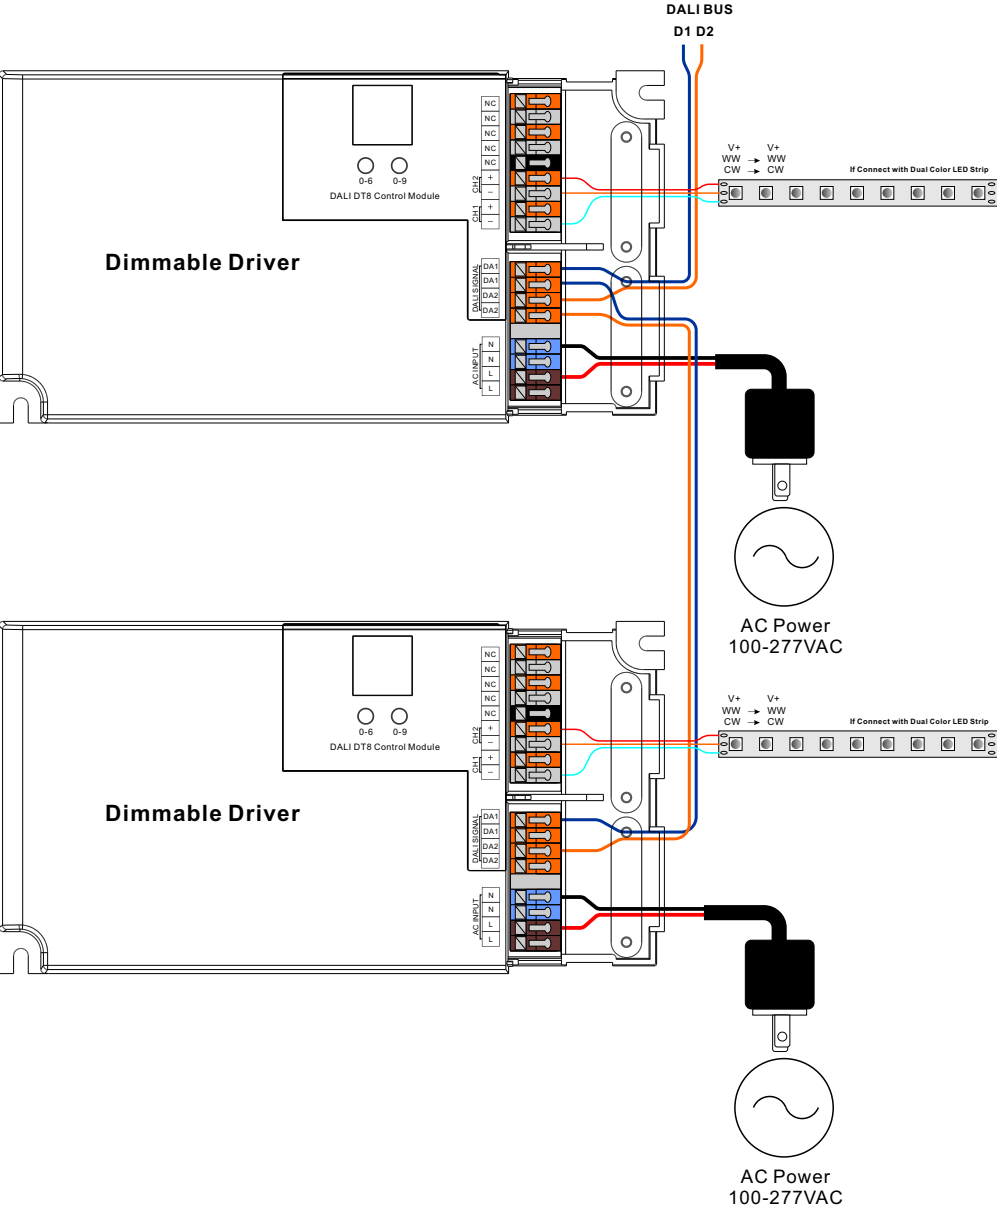 DALI BUS
D1 D2
NC
NC
NC
NC
NC
CH2
+
–
CH1
+
–
0-6
0-9
DALI DT8 Control Module
V+
V+
WW
WW
CW
CW
If Connect with Dual Color LED Strip
Dimmable Driver
DALI SIGNAL
DA1
DA1
DA2
DA2
AC INPUT
N
N
L
L
AC Power
100-277VAC
NC
NC
NC
NC
NC
CH2
+
–
CH1
+
–
0-6
0-9
DALI DT8 Control Module
V+
V+
WW
WW
CW
CW
If Connect with Dual Color LED Strip
Dimmable Driver
DALI SIGNAL
DA1
DA1
DA2
DA2
AC INPUT
N
N
L
L
AC Power
100-277VAC